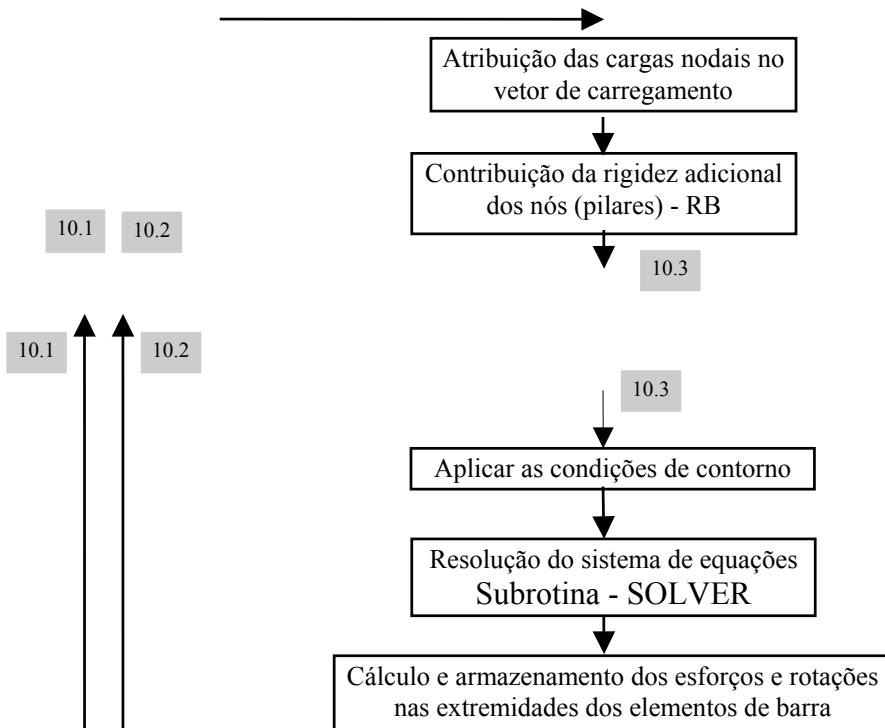 Atribuição das cargas nodais no
vetor de carregamento
Contribuição da rigidez adicional
dos nós (pilares) - RB
10.1
10.2
10.3
10.1
10.2
10.3
Aplicar as condições de contorno
Resolução do sistema de equações
Subrotina - SOLVER
Cálculo e armazenamento dos esforços e rotações
nas extremidades dos elementos de barra